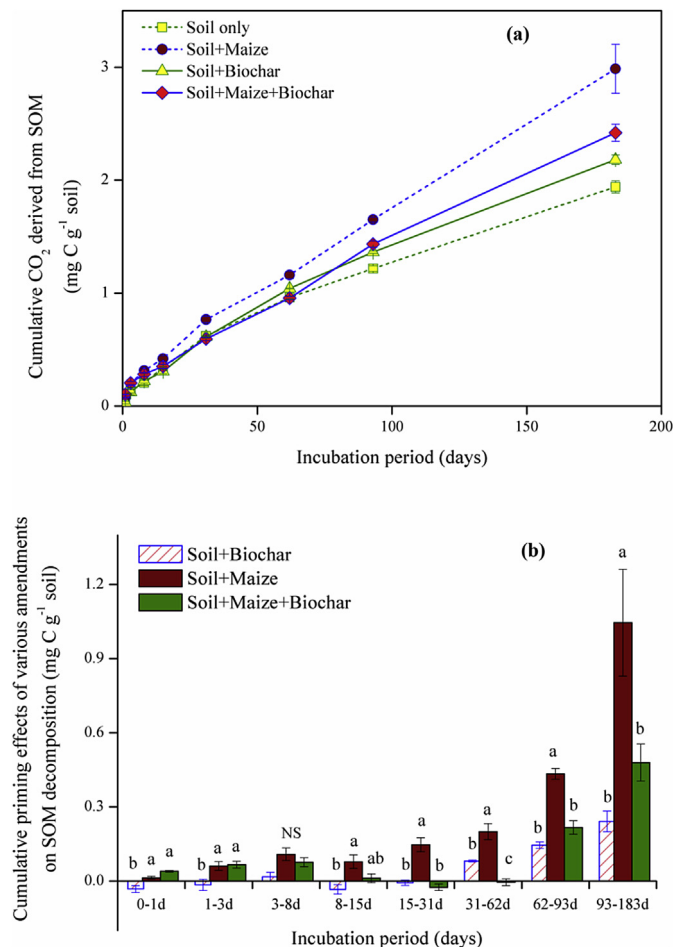 (a)
Soil only
Soil+Maize
Soil+Biochar
Soil+Maize+Biochar
Cumulative CO2 derived from SOM
(mg C g-1 soil)
3
2
1
0
0 50 100 150 200
Incubation period (days)
(b)
Soil+Biochar
Soil+Maize
Soil+Maize+Biochar
Cumulative priming effects of various amendments
on SOM decomposition (mg C g-1 soil)
1.2
0.9
0.6
0.3
0.0
b a a b a a NS b a ab b a b b a c b a b b a b
0-1d 1-3d 3-8d 8-15d 15-31d 31-62d 62-93d 93-183d
Incubation period (days)